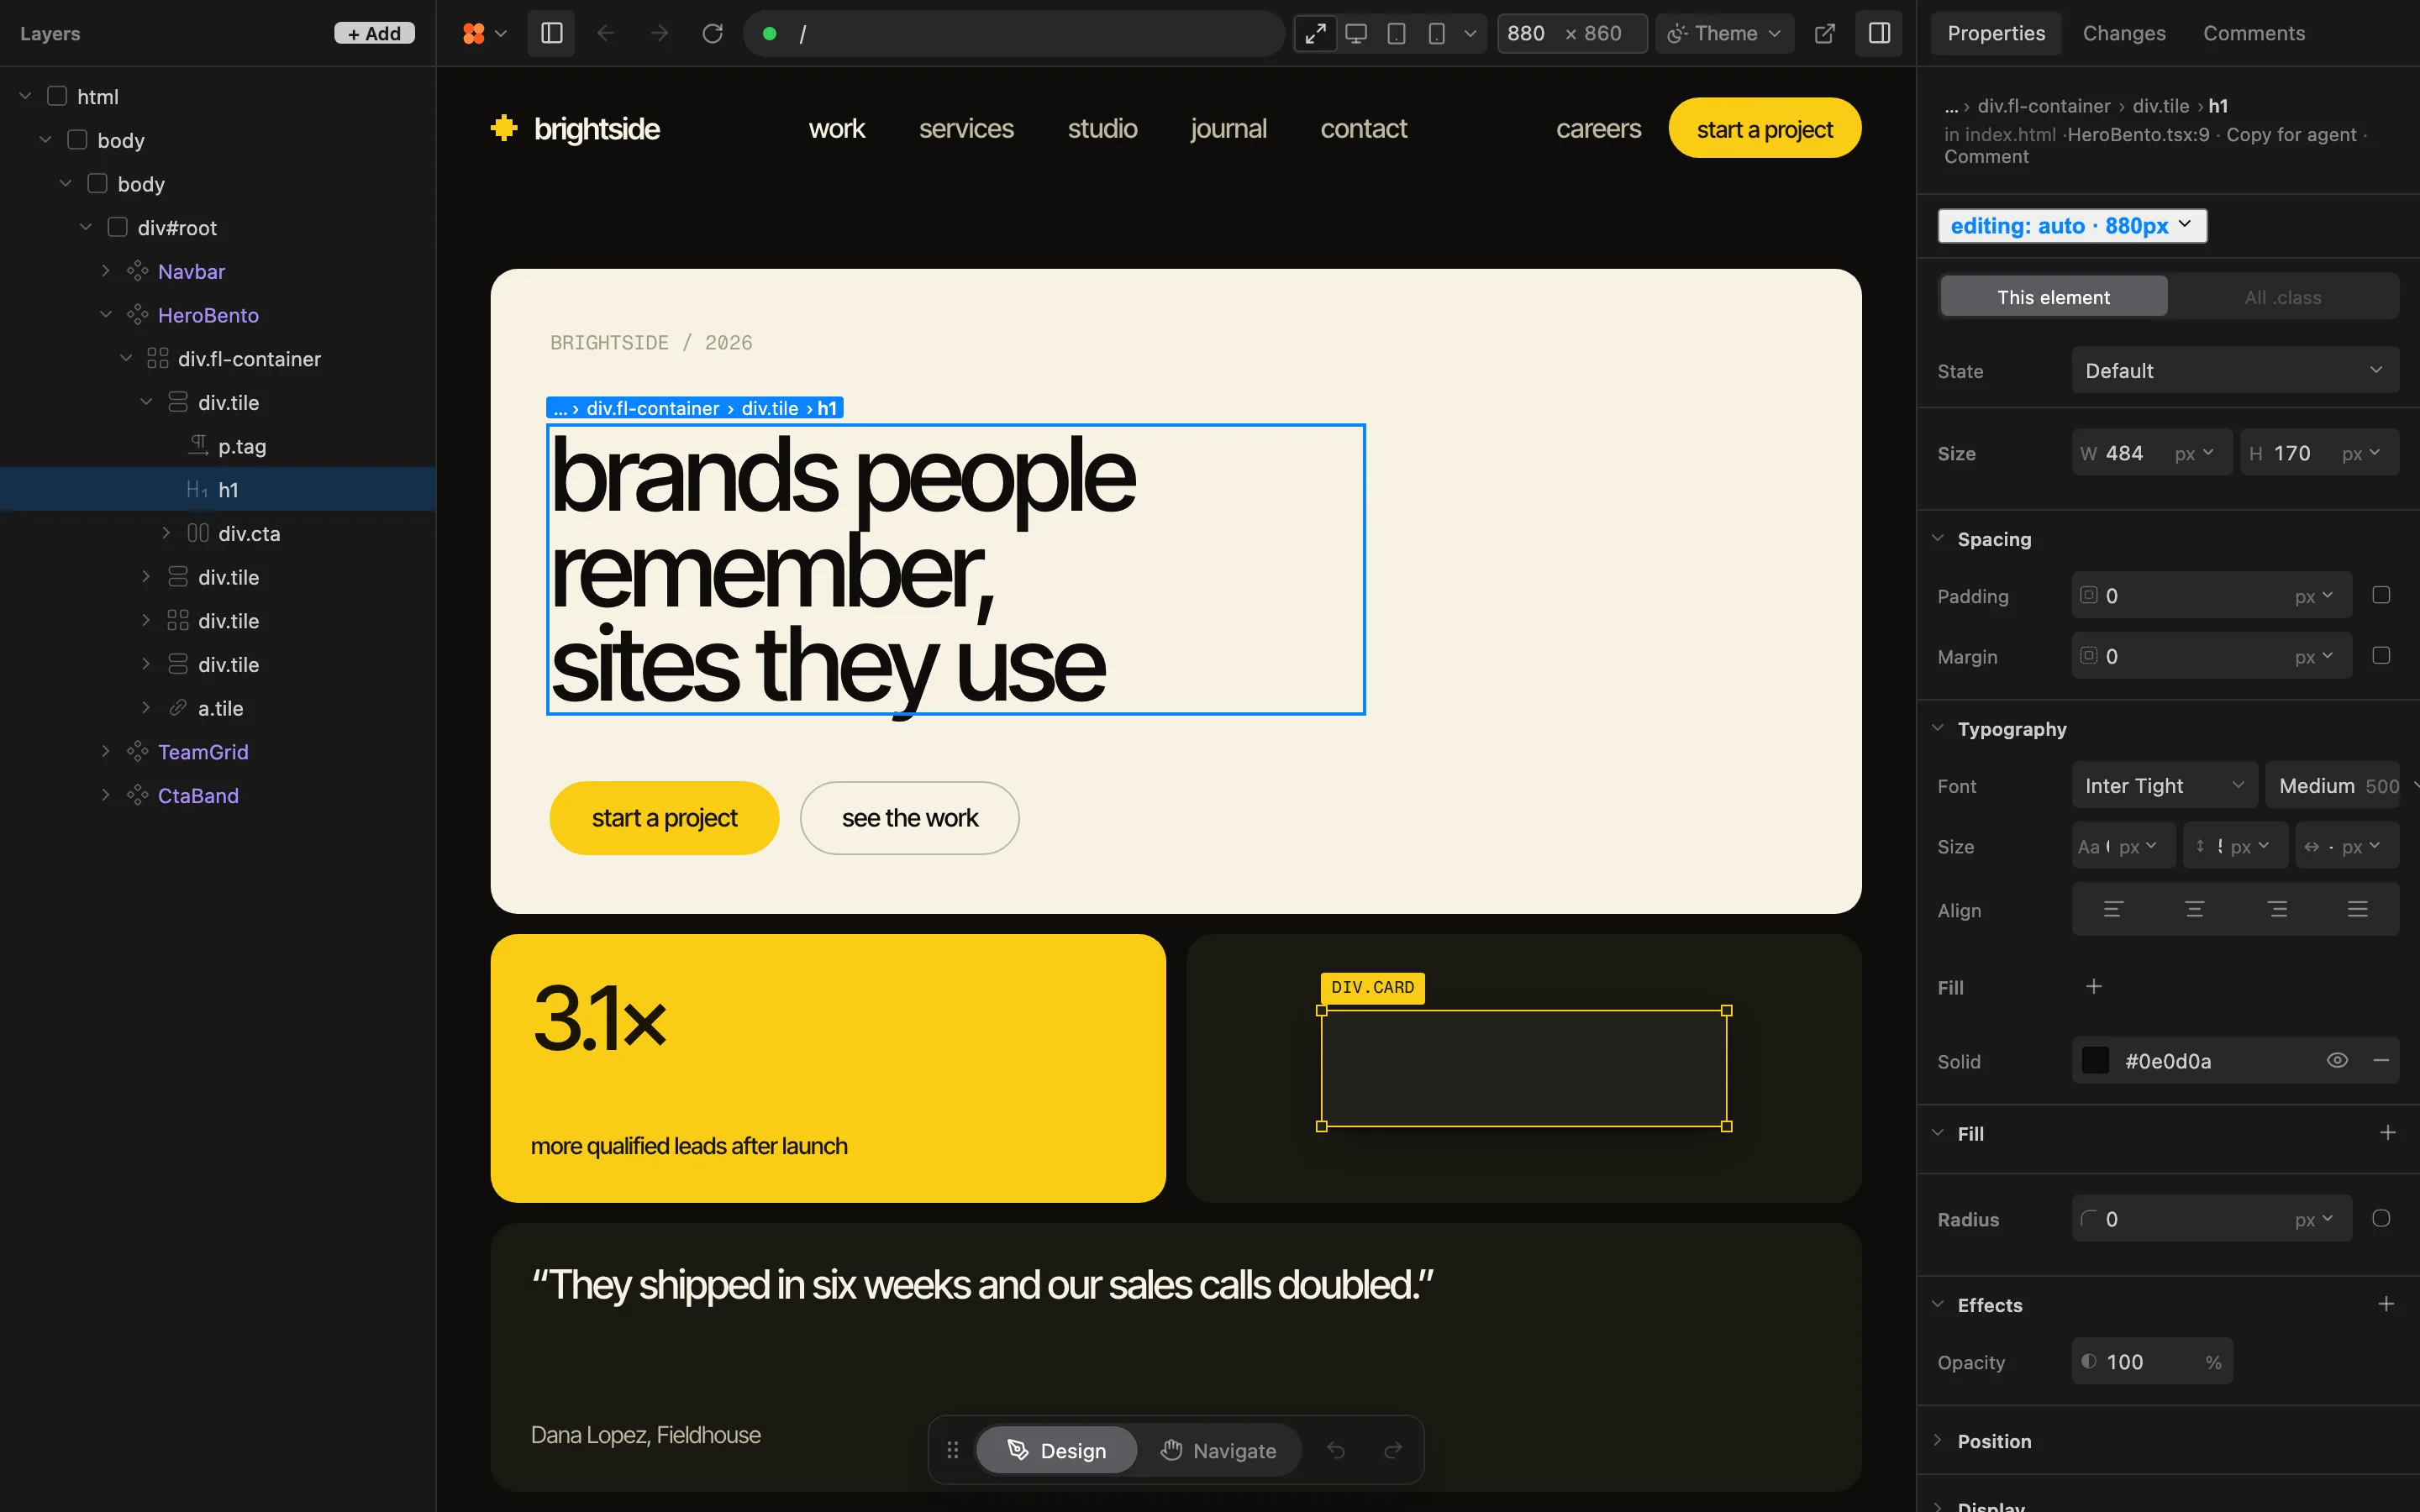 Layers
+ Add
/
880 × 860
Theme
Properties
Changes
Comments
html
body
body
div#root
Navbar
HeroBento
div.fl-container
div.tile
p.tag
h1
div.cta
div.tile
div.tile
div.tile
a.tile
TeamGrid
CtaBand
brightside
work
services
studio
journal
contact
careers
start a project
BRIGHTSIDE / 2026
... › div.fl-container › div.tile › h1
brands people
remember,
sites they use
start a project
see the work
3.1×
more qualified leads after launch
DIV.CARD
“They shipped in six weeks and our sales calls doubled.”
Dana Lopez, Fieldhouse
Design
Navigate
... › div.fl-container › div.tile › h1
in index.html · HeroBento.tsx:9 · Copy for agent ·
Comment
editing: auto · 880px
This element
All .class
State
Default
Size
W 484 px
H 170 px
Spacing
Padding
0 px
Margin
0 px
Typography
Font
Inter Tight
Medium 500
Size
Aa px
px
px
Align
Fill
Solid
#0e0d0a
Fill
Radius
0 px
Effects
Opacity
100 %
Position
Display